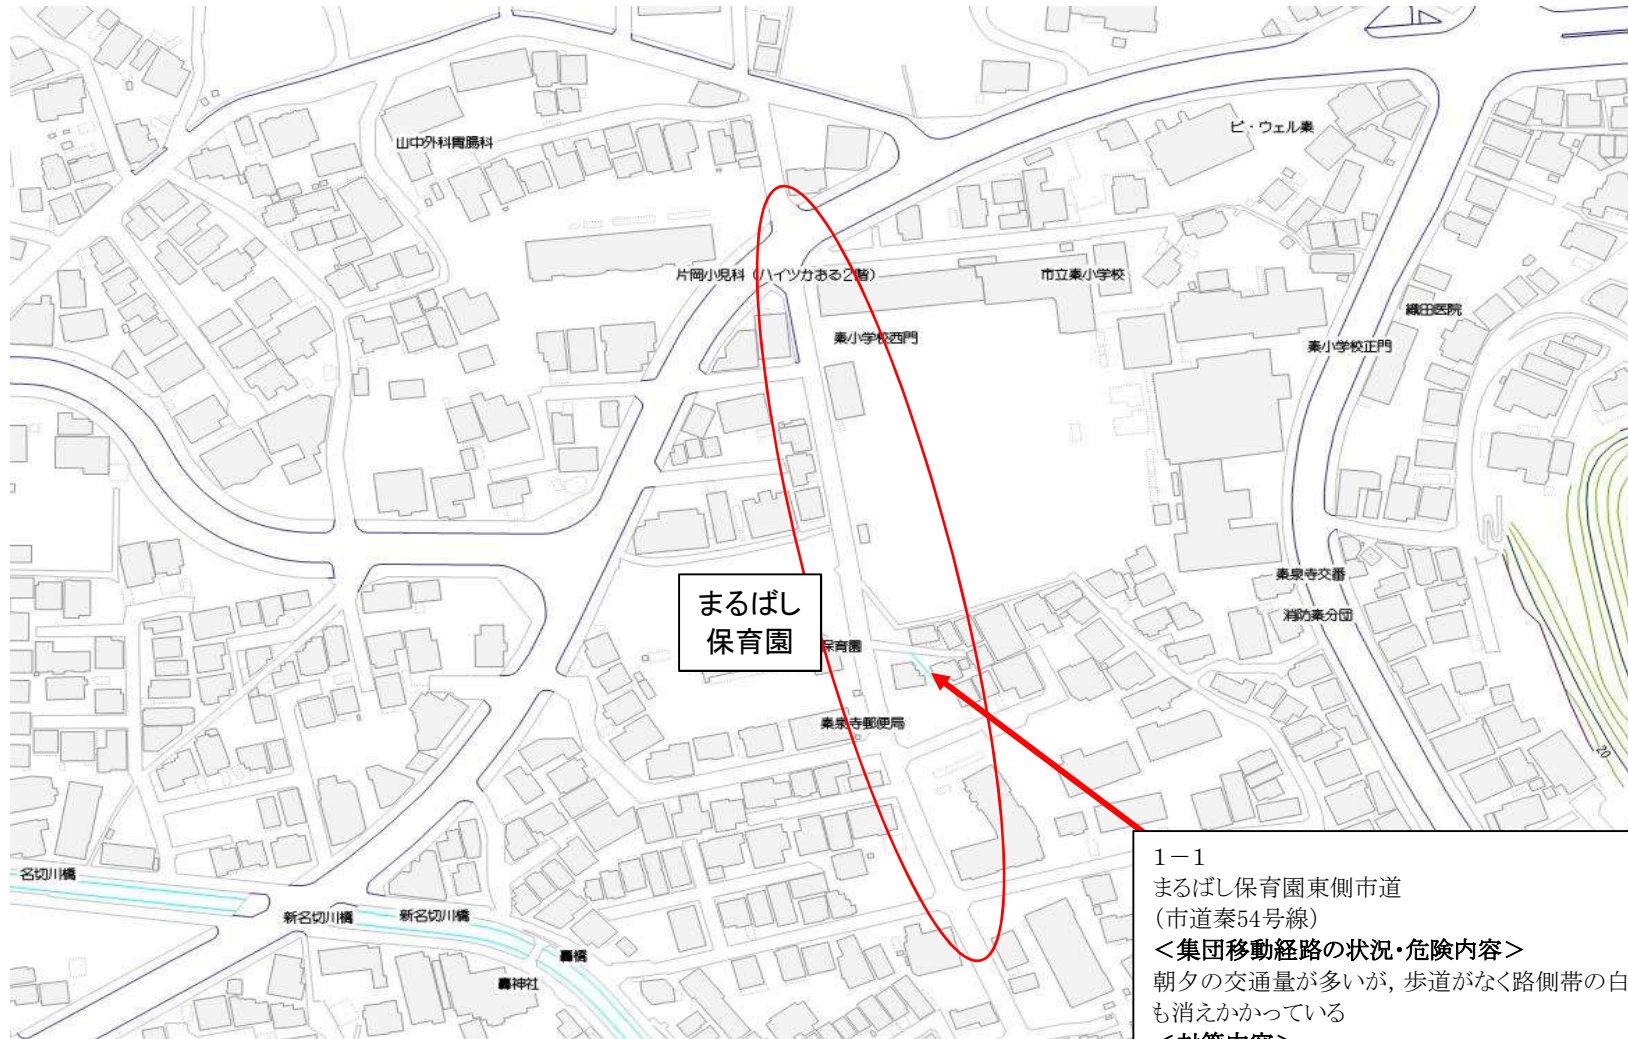 山中外科胃腸科
ピ・ウェル秦
片岡小児科(ハイツかおる2階)
市立秦小学校
織田医院
秦小学校西門
秦小学校正門
秦泉寺交番
消防秦分団
まるばし
保育園
保育園
秦泉寺郵便局
20
名切川橋
新名切川橋
新名切川橋
轟橋
轟神社
1-1
まるばし保育園東側市道
(市道秦54号線)
<集団移動経路の状況・危険内容>
朝夕の交通量が多いが,歩道がなく路側帯の白
も消えかかっている